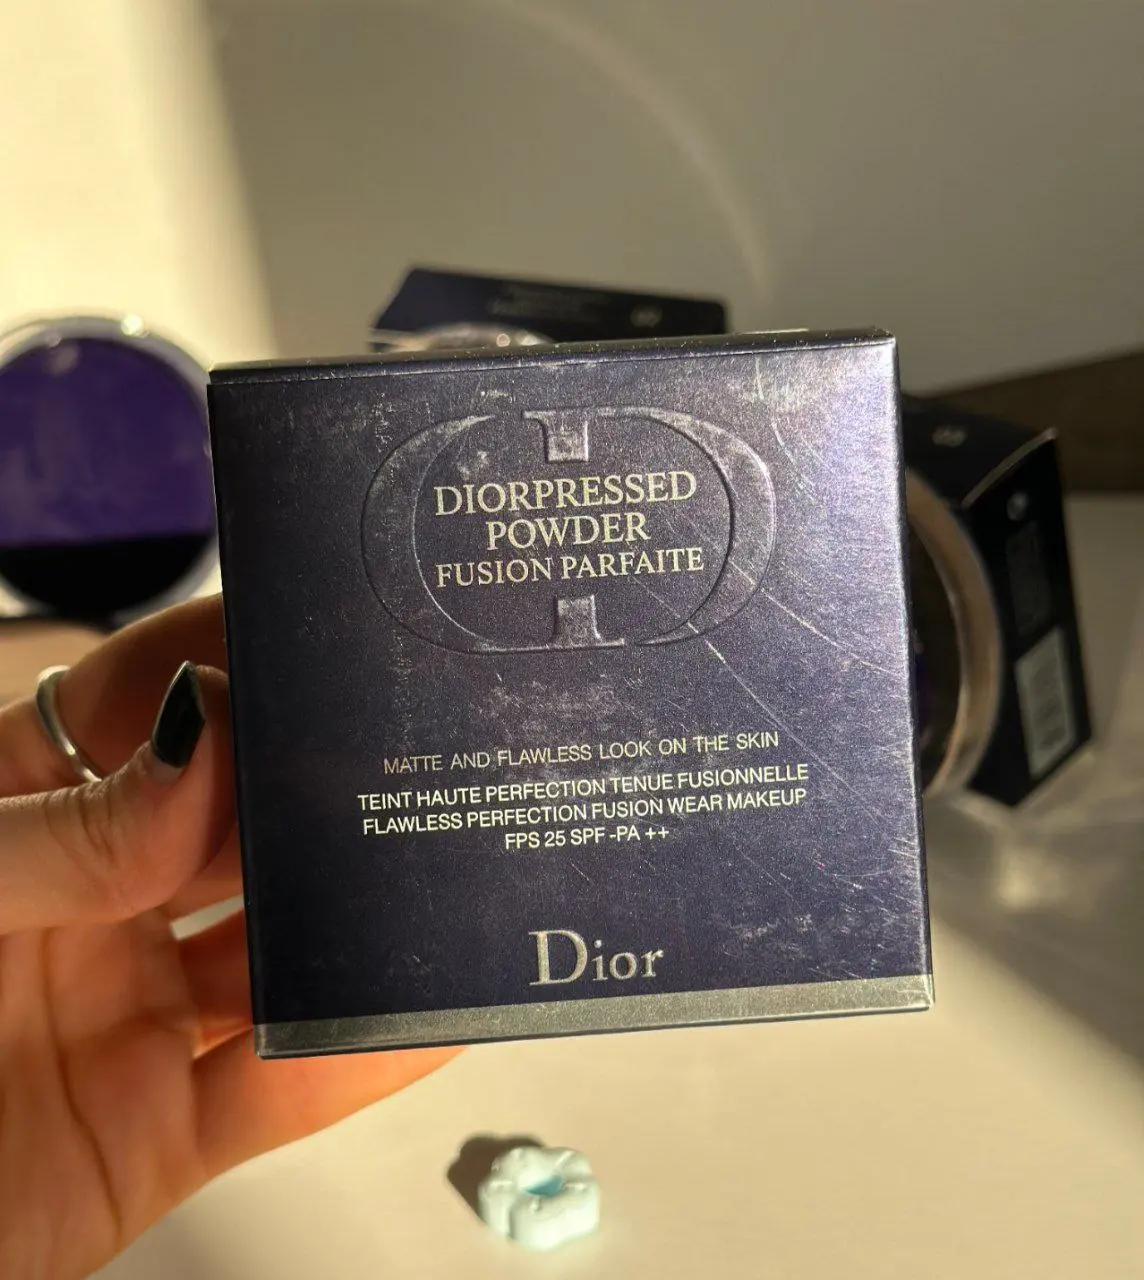 DIORPRESSED
POWDER
FUSION PARFAITE
MATTE AND FLAWLESS LOOK ON THE SKIN
TEINT HAUTE PERFECTION TENUE FUSIONNELLE
FLAWLESS PERFECTION FUSION WEAR MAKEUP
FPS 25 SPF -PA ++
Dior